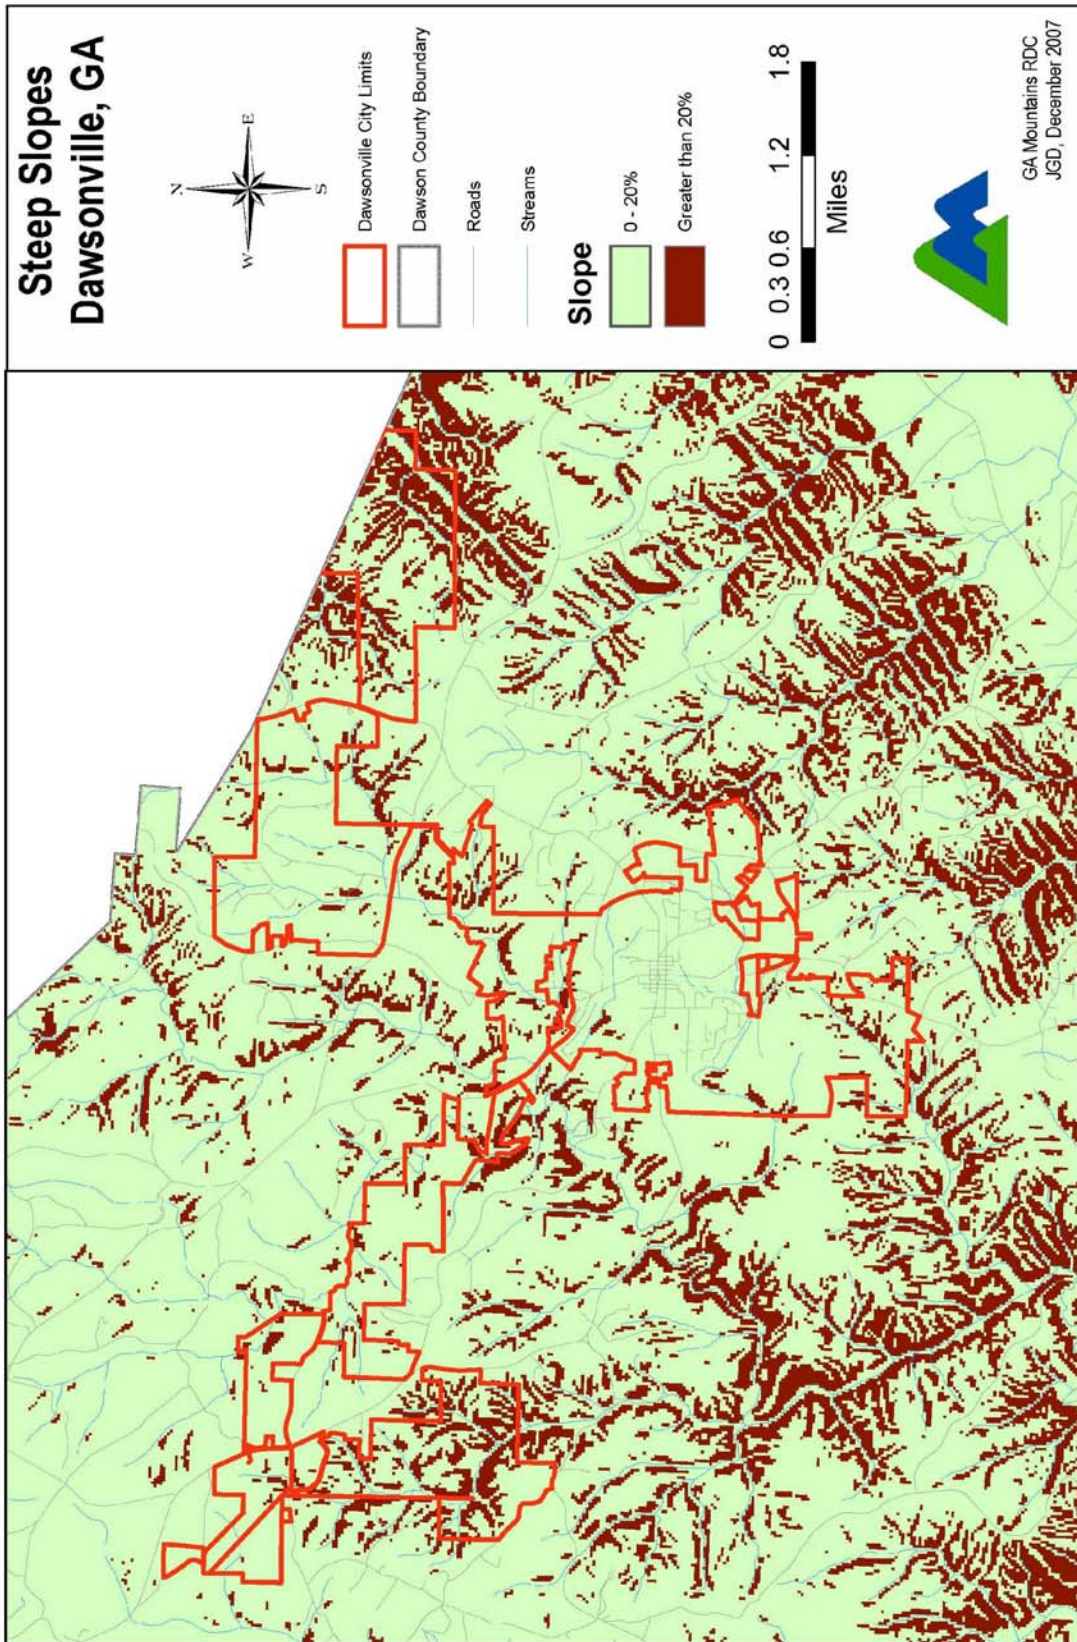 Steep Slopes
Dawsonville, GA
N
W
E
S
Dawsonville City Limits
Dawson County Boundary
Roads
Streams
Slope
0 - 20%
Greater than 20%
0 0.3 0.6 1.2 1.8
Miles
GA Mountains RDC
JGD, December 2007